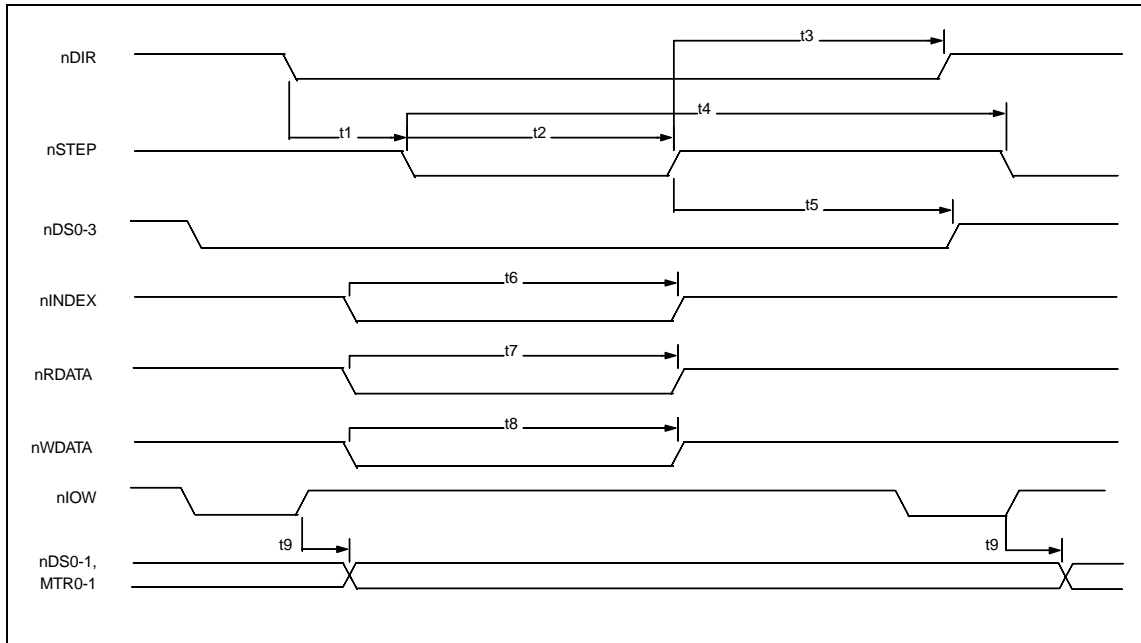 t3
nDIR
t4
t1
t2
nSTEP
t5
nDS0-3
t6
nINDEX
t7
nRDATA
t8
nWDATA
nIOW
t9
t9
nDS0-1,
MTR0-1